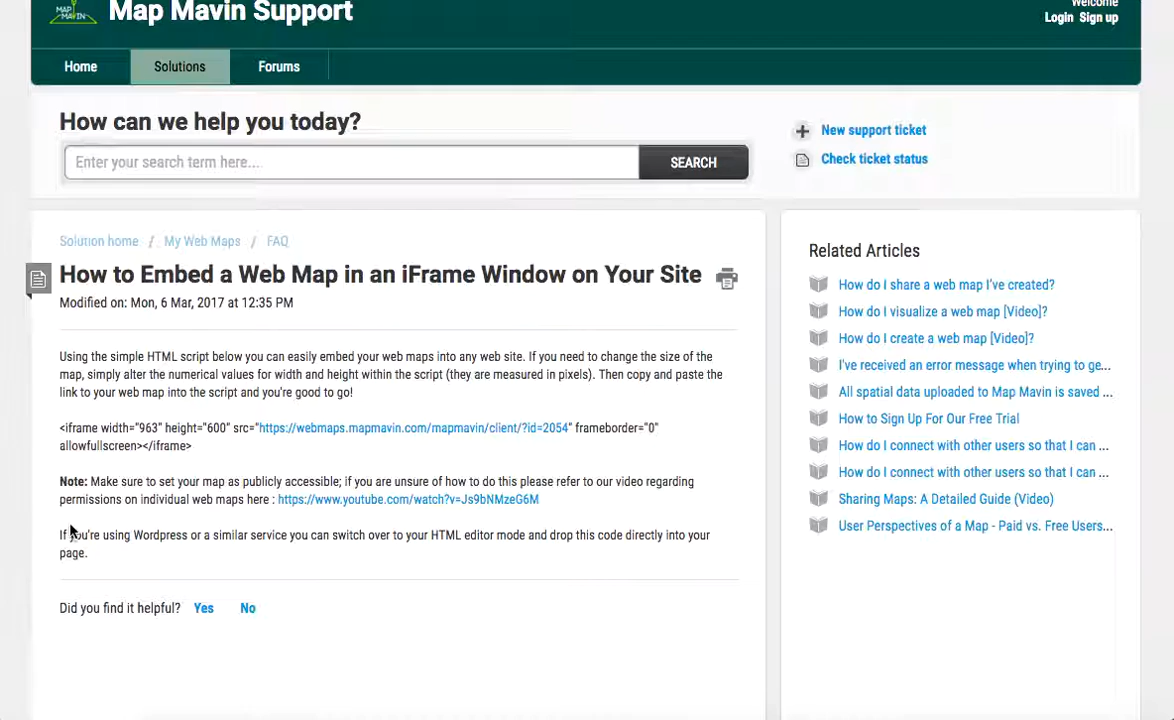 MAP MAVIN
Map Mavin Support
Welcome
Login Sign up
Home Solutions Forums
How can we help you today?
Enter your search term here...
SEARCH
New support ticket
Check ticket status
Solution home / My Web Maps / FAQ
How to Embed a Web Map in an iFrame Window on Your Site
Modified on: Mon, 6 Mar, 2017 at 12:35 PM
Using the simple HTML script below you can easily embed your web maps into any web site. If you need to change the size of the
map, simply alter the numerical values for width and height within the script (they are measured in pixels). Then copy and paste the
link to your web map into the script and you're good to go!
<iframe width="963" height="600" src="https://webmaps.mapmavin.com/mapmavin/client/?id=2054" frameborder="0"
allowfullscreen></iframe>
Note: Make sure to set your map as publicly accessible; if you are unsure of how to do this please refer to our video regarding
permissions on individual web maps here : https://www.youtube.com/watch?v=Js9bNMzeG6M
If you're using Wordpress or a similar service you can switch over to your HTML editor mode and drop this code directly into your
page.
Did you find it helpful? Yes No
Related Articles
How do I share a web map I've created?
How do I visualize a web map [Video]?
How do I create a web map [Video]?
I've received an error message when trying to ge...
All spatial data uploaded to Map Mavin is saved ...
How to Sign Up For Our Free Trial
How do I connect with other users so that I can ...
How do I connect with other users so that I can ...
Sharing Maps: A Detailed Guide (Video)
User Perspectives of a Map - Paid vs. Free Users...